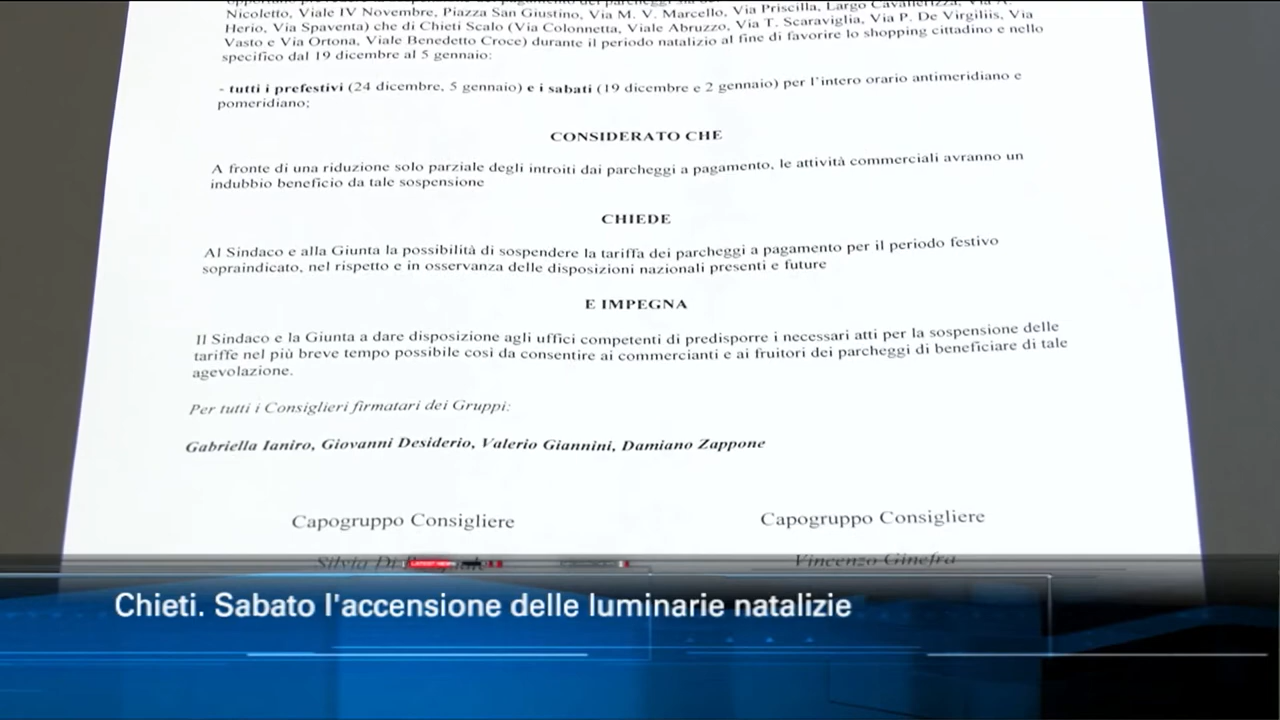 Nicoletto, Viale IV Novembre, Piazza San Giustino, Via M. V. Marcello, Via Priscilla, Largo Cavallerizza, Via A.
Herio, Via Spaventa) che di Chieti Scalo (Via Colonnetta, Viale Abruzzo, Via T. Scaraviglia, Via P. De Virgiliis, Via
Vasto e Via Ortona, Viale Benedetto Croce) durante il periodo natalizio al fine di favorire lo shopping cittadino e nello
specifico dal 19 dicembre al 5 gennaio:
- tutti i prefestivi (24 dicembre, 5 gennaio) e i sabati (19 dicembre e 2 gennaio) per l'intero orario antimeridiano e
pomeridiano;
CONSIDERATO CHE
A fronte di una riduzione solo parziale degli introiti dai parcheggi a pagamento, le attività commerciali avranno un
indubbio beneficio da tale sospensione
CHIEDE
Al Sindaco e alla Giunta la possibilità di sospendere la tariffa dei parcheggi a pagamento per il periodo festivo
sopraindicato, nel rispetto e in osservanza delle disposizioni nazionali presenti e future
E IMPEGNA
Il Sindaco e la Giunta a dare disposizione agli uffici competenti di predisporre i necessari atti per la sospensione delle
tariffe nel più breve tempo possibile così da consentire ai commercianti e ai fruitori dei parcheggi di beneficiare di tale
agevolazione.
Per tutti i Consiglieri firmatari dei Gruppi:
Gabriella Ianiro, Giovanni Desiderio, Valerio Giannini, Damiano Zappone
Capogruppo Consigliere Capogruppo Consigliere
Silvia Di Vincenzo Ginefra
LATEST NEWS
Chieti. Sabato l'accensione delle luminarie natalizie